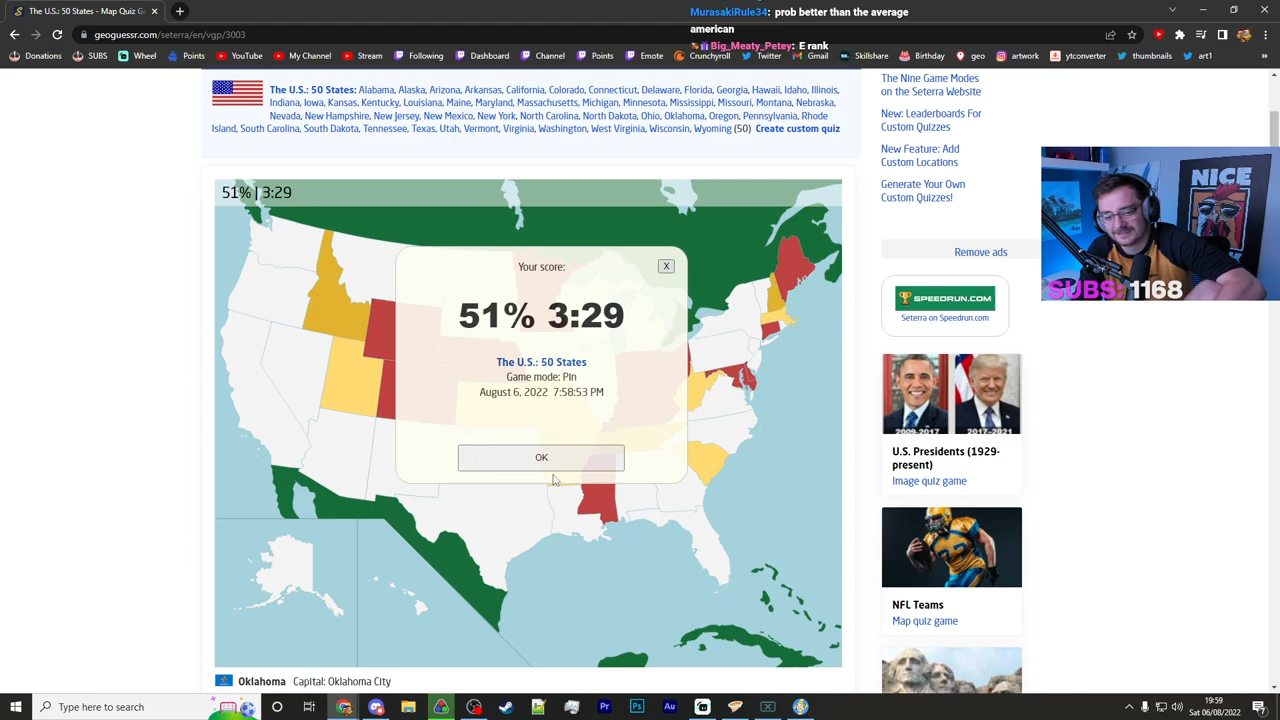 The U.S.: 50 States - Map Quiz
MurasakiRule34: prob better than the average
american
Big_Meaty_Petey: E rank
geoguessr.com/seterra/en/vgp/3003
Donations
SUBS
Wheel
Points
My Channel
Stream
Following
Twitter
Gmail
Skillshare
Birthday
geo
instagram
artwork
ytconverter
thumbnail
art1
The U.S.: 50 States: Alabama, Alaska, Arizona, Arkansas, California, Colorado, Connecticut, Delaware, Florida, Georgia, Hawaii, Idaho, Illinois,
Indiana, Iowa, Kansas, Kentucky, Louisiana, Maine, Maryland, Massachusetts, Michigan, Minnesota, Mississippi, Missouri, Montana, Nebraska,
Nevada, New Hampshire, New Jersey, New Mexico, New York, North Carolina, North Dakota, Ohio, Oklahoma, Oregon, Pennsylvania, Rhode
Island, South Carolina, South Dakota, Tennessee, Texas, Utah, Vermont, Virginia, Washington, West Virginia, Wisconsin, Wyoming (50) Create custom quiz
51% | 3:29
Your score:
X
51% 3:29
The U.S.: 50 States
Game mode: Pin
August 6, 2022 7:58:53 PM
OK
Oklahoma Capital: Oklahoma City
The Nine Game Modes
on the Seterra Website
New: Leaderboards For
Custom Quizzes
New Feature: Add
Custom Locations
Generate Your Own
Custom Quizzes!
Remove ads
SPEEDRUN.COM
Seterra on Speedrun.com
2009-2017
2017-2021
U.S. Presidents (1929-
present)
Image quiz game
NFL Teams
Map quiz game
NICE
SUBS: 1168
Type here to search
19:59
Sat 06/08/2022